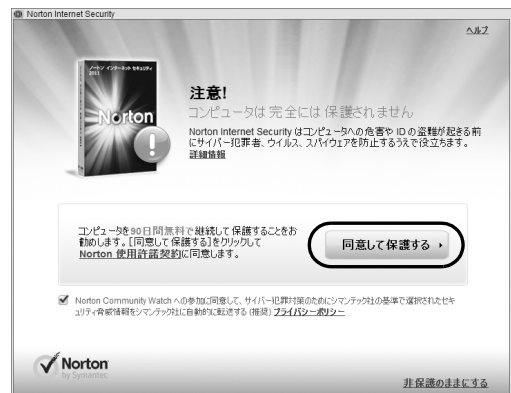 Norton Internet Security
ヘルプ
ノートン インターネット セキュリティ
2011
Norton
注意!
コンピュータは 完全には 保護されません
Norton Internet Security はコンピュータへの危害や ID の盗難が起きる前
にサイバー犯罪者、ウイルス、スパイウェアを防止するうえで役立ちます。
詳細情報
コンピュータを90日間無料で継続して保護することをお
勧めします。[同意して保護する]をクリックして
Norton 使用許諾契約に同意します。
同意して保護する
Norton Community Watch への参加に同意して、サイバー犯罪対策のためにシマンテック社の基準で選択されたセキ
ュリティ脅威情報をシマンテック社に自動的に転送する (推奨) プライバシーポリシー
Norton
by Symantec
非保護のままにする